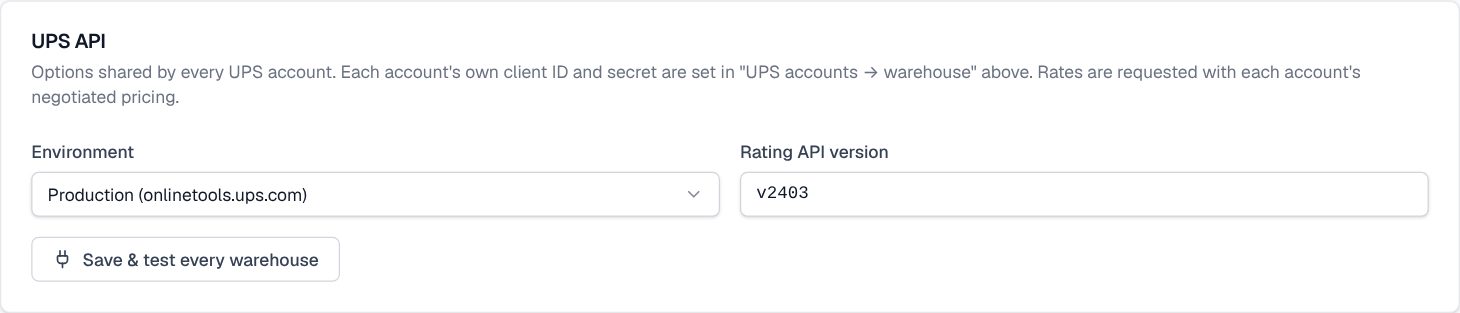 UPS API
Options shared by every UPS account. Each account's own client ID and secret are set in "UPS accounts → warehouse" above. Rates are requested with each account's
negotiated pricing.
Environment
Rating API version
Production (onlinetools.ups.com)
v2403
Save & test every warehouse